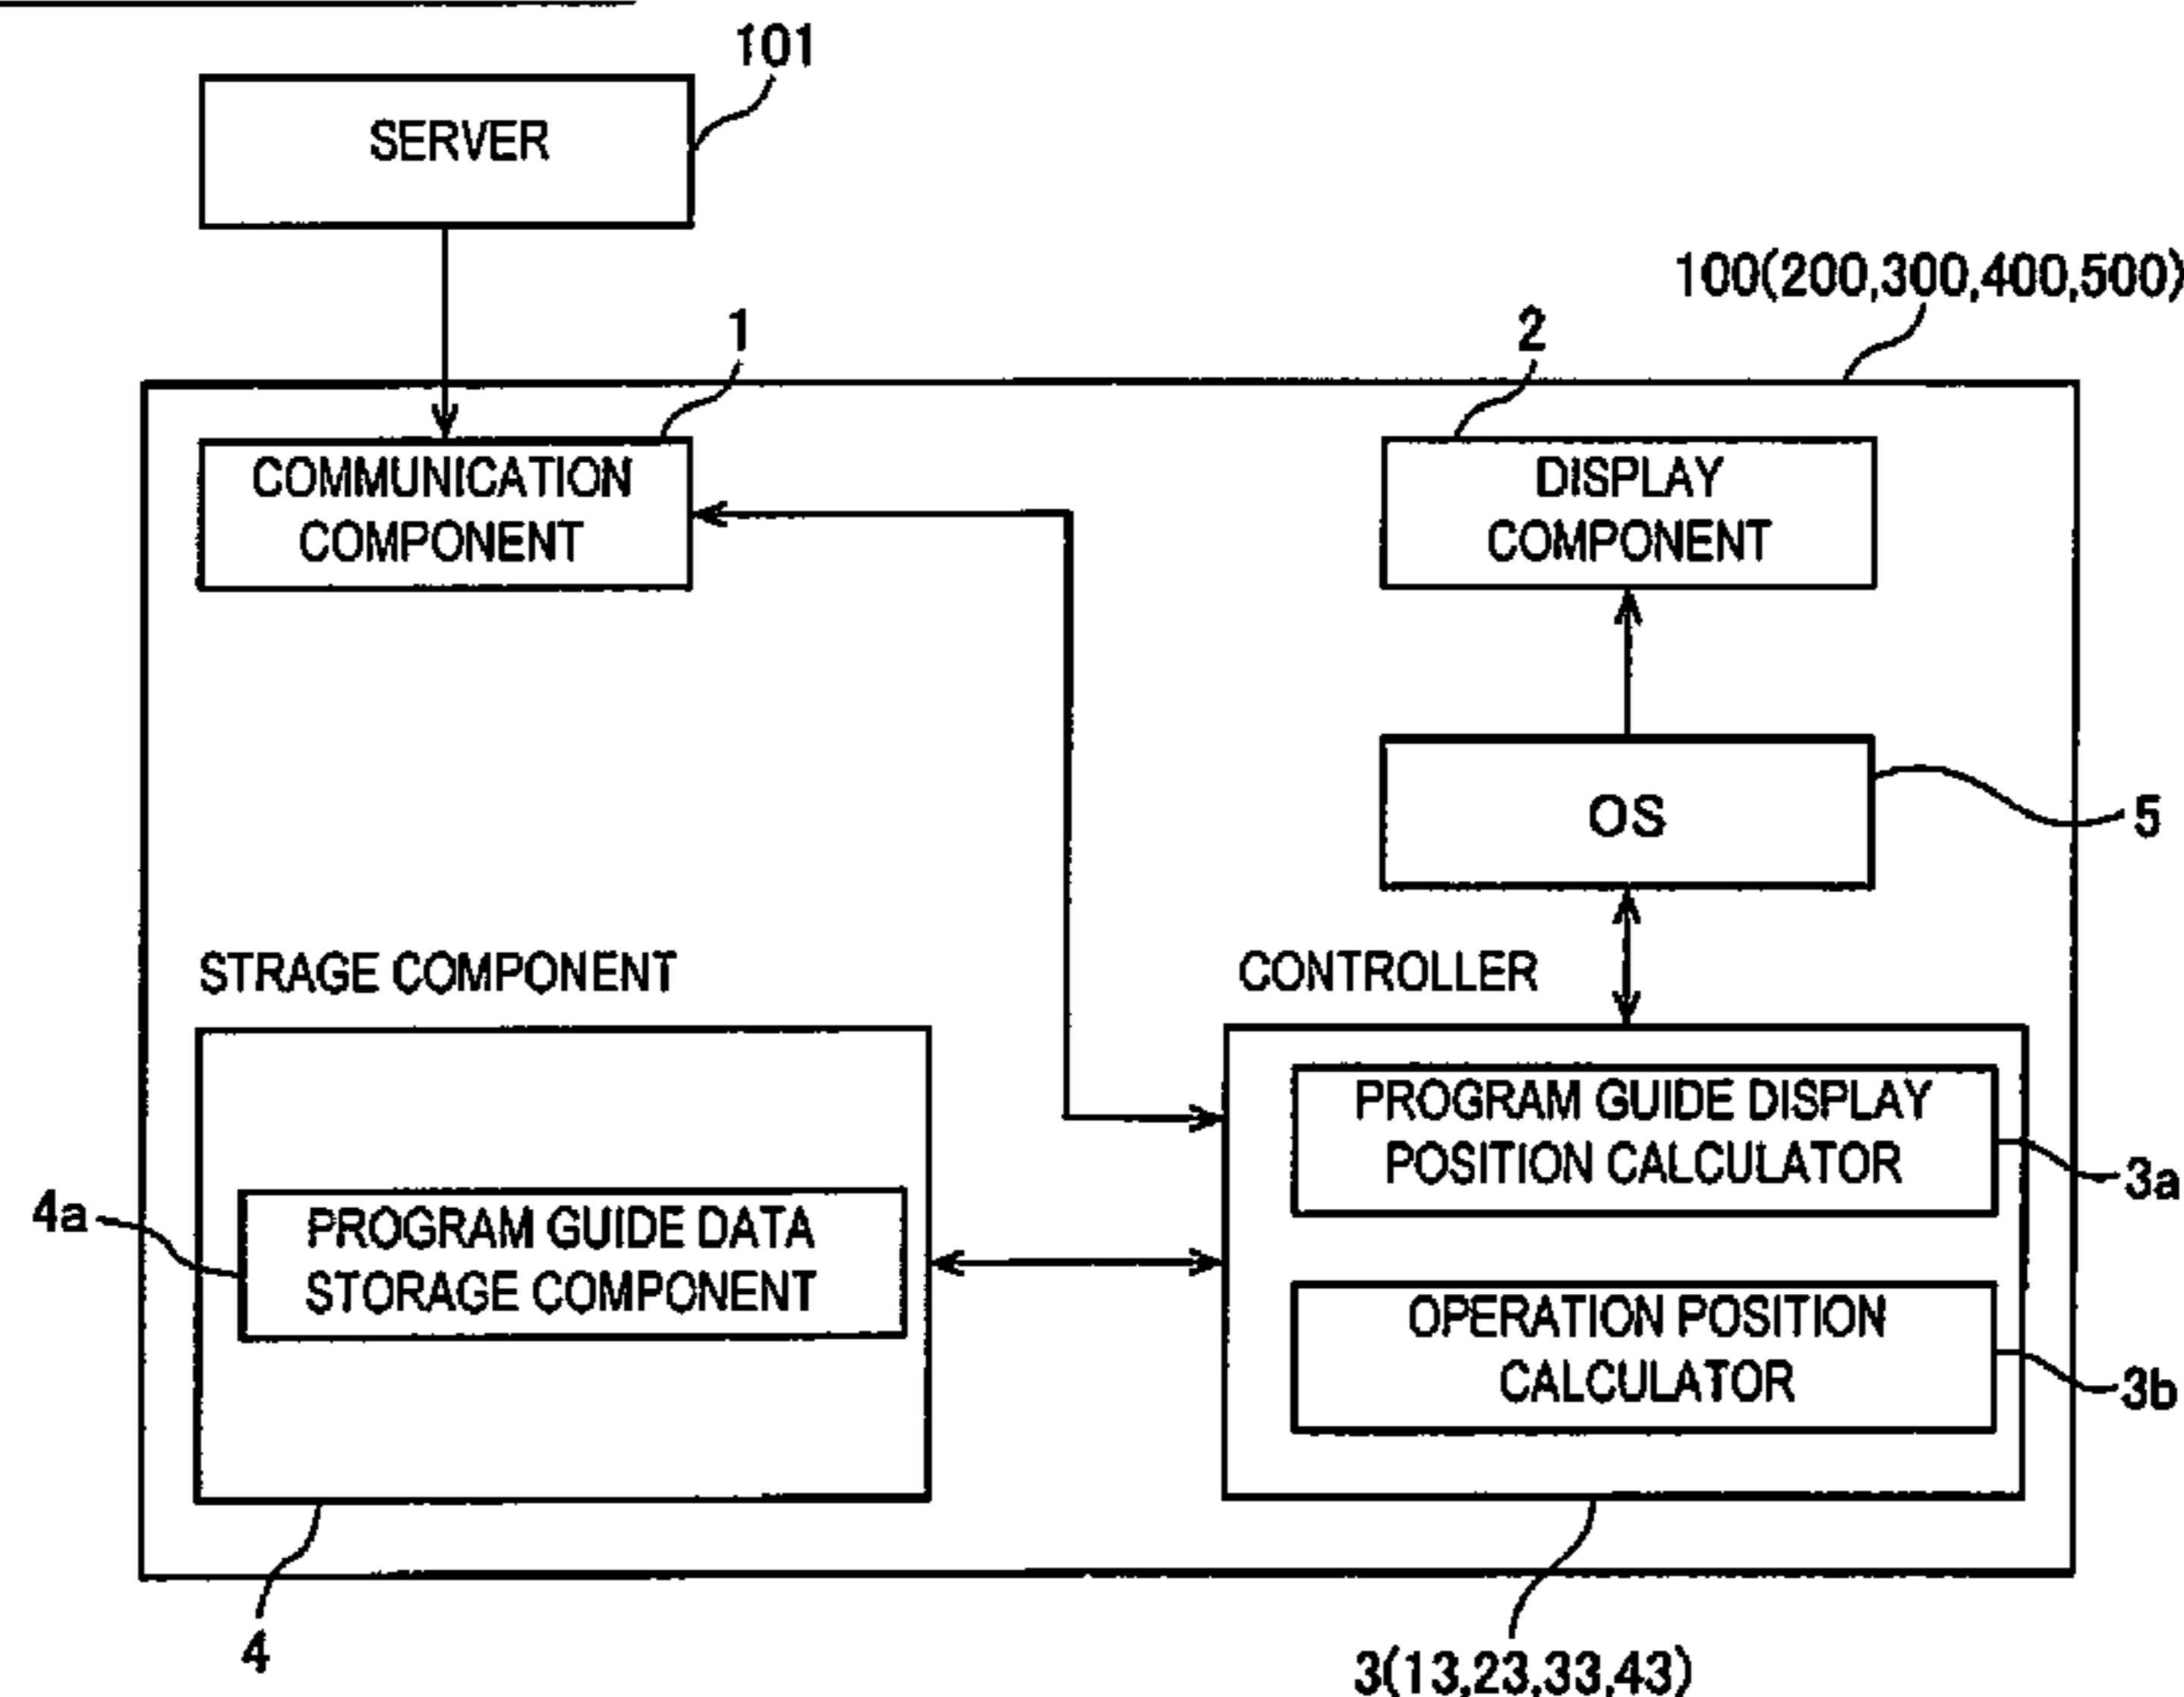 101
SERVER
100(200,300,400,500)
1
2
COMMUNICATION
COMPONENT
DISPLAY
COMPONENT
OS
5
STRAGE COMPONENT
CONTROLLER
PROGRAM GUIDE DISPLAY
POSITION CALCULATOR
3a
4a
PROGRAM GUIDE DATA
STORAGE COMPONENT
OPERATION POSITION
CALCULATOR
3b
4
3(13,23,33,43)